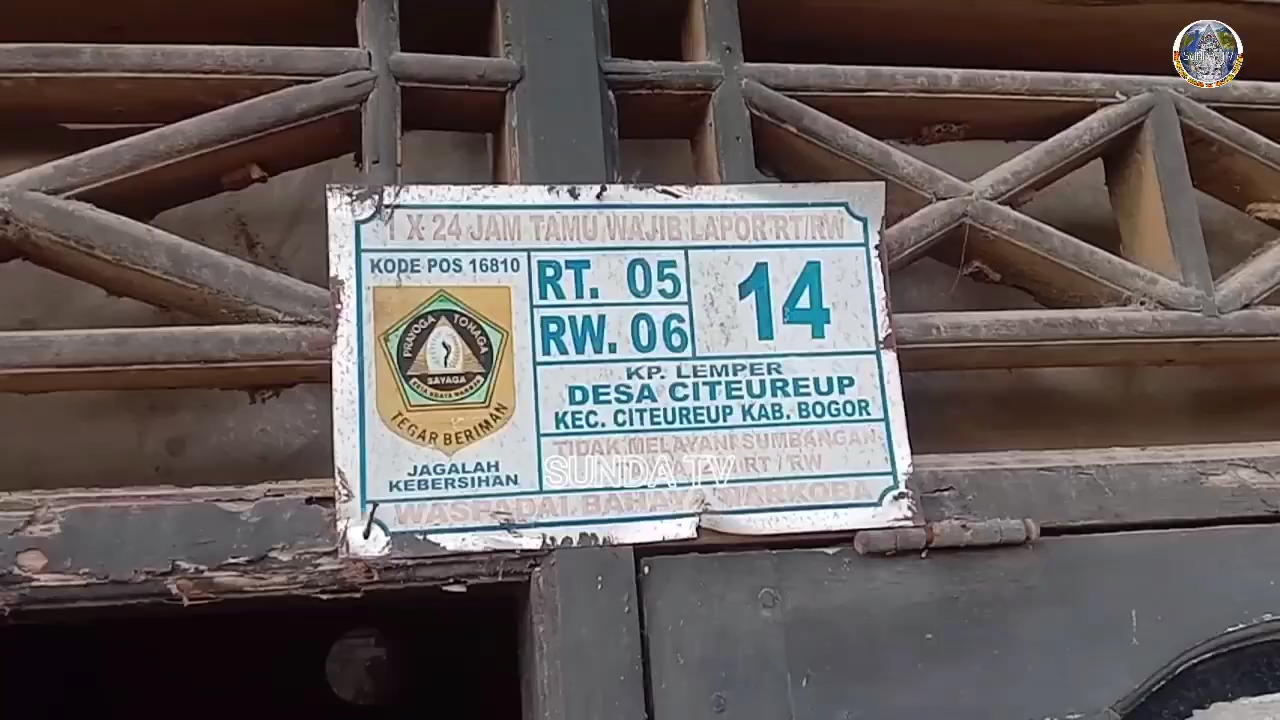 SUNDA TV
1 X 24 JAM TAMU WAJIB LAPOR RT/RW
KODE POS 16810
RT. 05
RW. 06
14
PRAYOGA TOHAGA
SAYAGA
TEGAR BERIMAN
JAGALAH
KEBERSIHAN
KP. LEMPER
DESA CITEUREUP
KEC. CITEUREUP KAB. BOGOR
TIDAK MELAYANI SUMBANGAN
RT / RW
SUNDA TV
WASPADAI BAHAYA NARKOBA